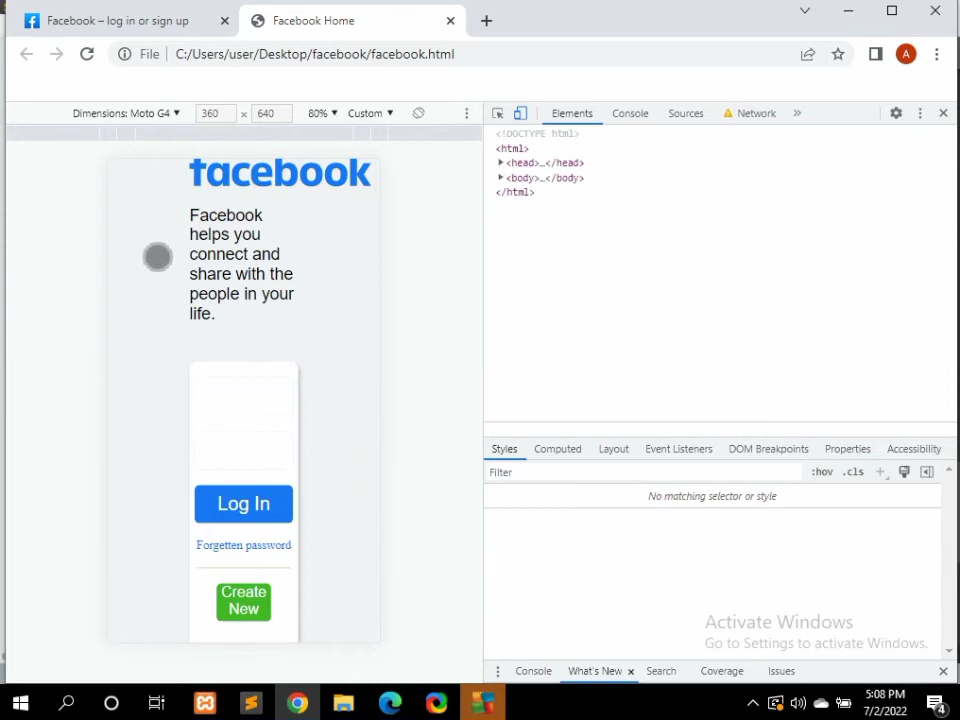 Facebook – log in or sign up
Facebook Home
File
C:/Users/user/Desktop/facebook/facebook.html
A
Dimensions: Moto G4
360
x
640
80%
Custom
Elements
Console
Sources
Network
»
<!DOCTYPE html>
<html>
<head>…</head>
<body>…</body>
</html>
facebook
Facebook
helps you
connect and
share with the
people in your
life.
Log In
Forgetten password
Create
New
Styles
Computed
Layout
Event Listeners
DOM Breakpoints
Properties
Accessibility
Filter
:hov
.cls
No matching selector or style
Activate Windows
Go to Settings to activate Windows.
Console
What's New
Search
Coverage
Issues
5:08 PM
7/2/2022
4